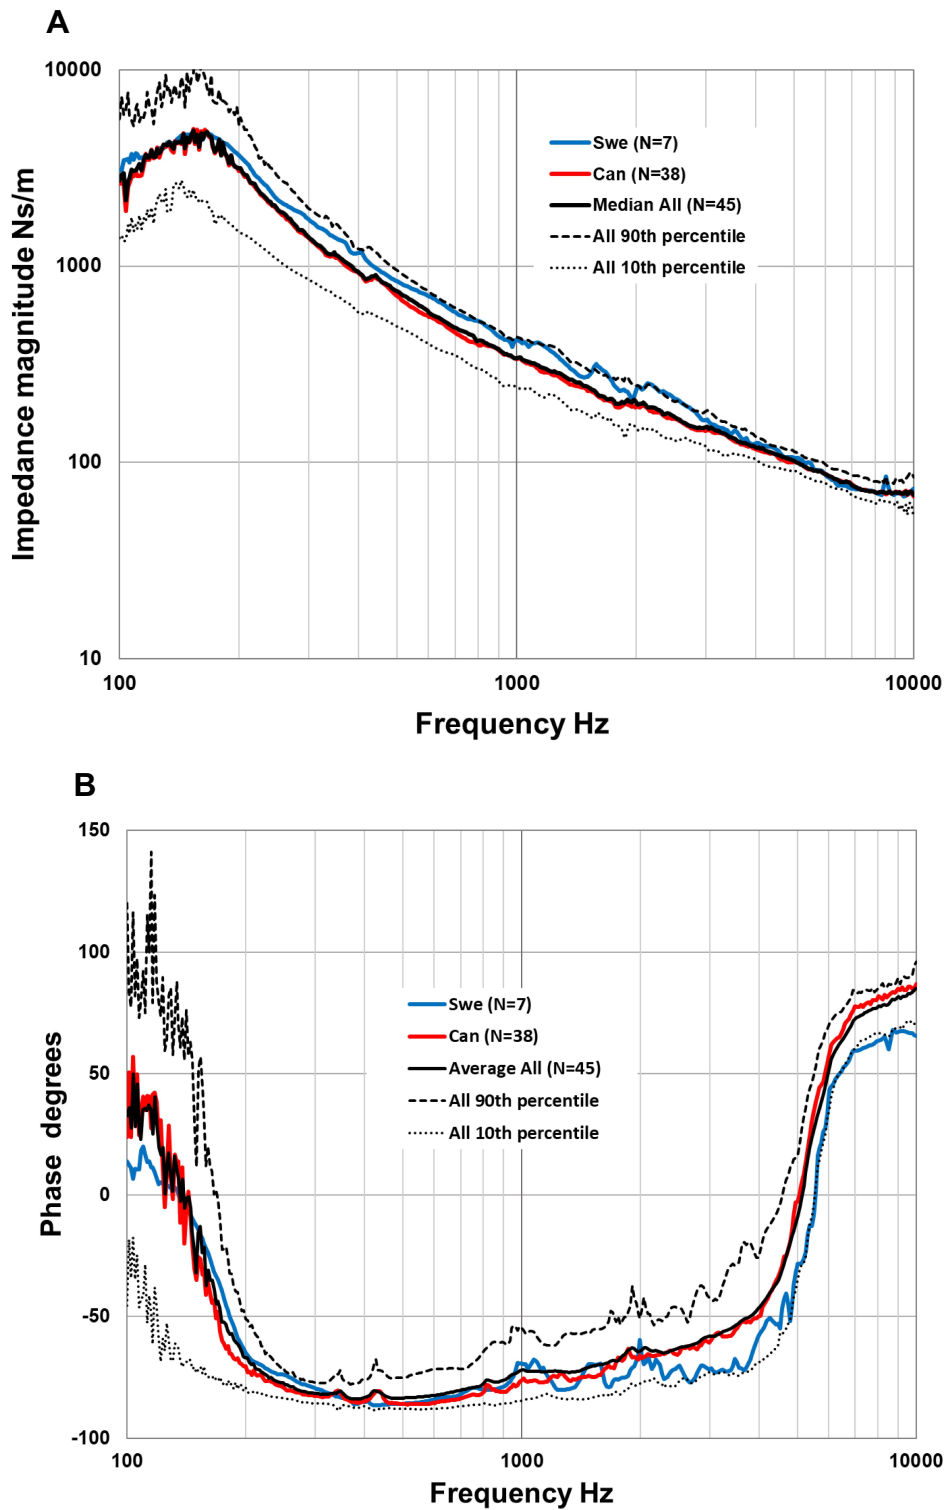 A
10000
1000
100
10
Impedance magnitude Ns/m
Swe (N=7)
Can (N=38)
Median All (N=45)
All 90th percentile
All 10th percentile
100 1000 10000
Frequency Hz
B
150
100
50
0
-50
-100
Phase degrees
Swe (N=7)
Can (N=38)
Average All (N=45)
All 90th percentile
All 10th percentile
100 1000 10000
Frequency Hz